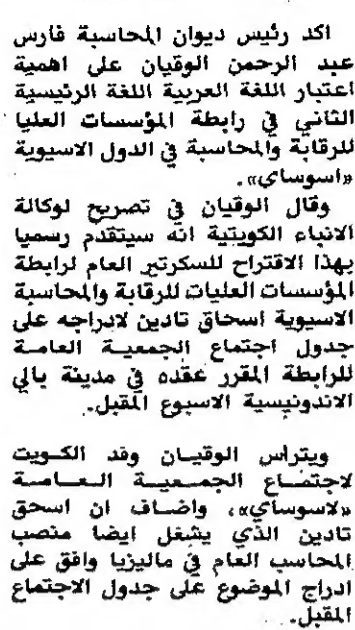 اكد رئيس ديوان المحاسبة فارس
عبد الرحمن الوقيان على اهمية
اعتبار اللغة العربية اللغة الرئيسية
الثاني في رابطة المؤسسات العليا
للرقابة والمحاسبة في الدول الاسيوية
«اسوساي».
وقال الوقيان في تصريح لوكالة
الانباء الكويتية انه سيتقدم رسميا
بهذا الاقتراح للسكرتير العام لرابطة
المؤسسات العليات للرقابة والمحاسبة
الاسيوية اسحاق تادين لادراجه على
جدول اجتماع الجمعية العامة
للرابطة المقرر عقده في مدينة بالي
الاندونيسية الاسبوع المقبل.
ويتراس الوقيان وفد الكويت
لاجتماع الجمعية العامة
«لاسوساي»، واضاف ان اسحق
تادين الذي يشغل ايضا منصب
المحاسب العام في ماليزيا وافق على
ادراج الموضوع على جدول الاجتماع
المقبل.